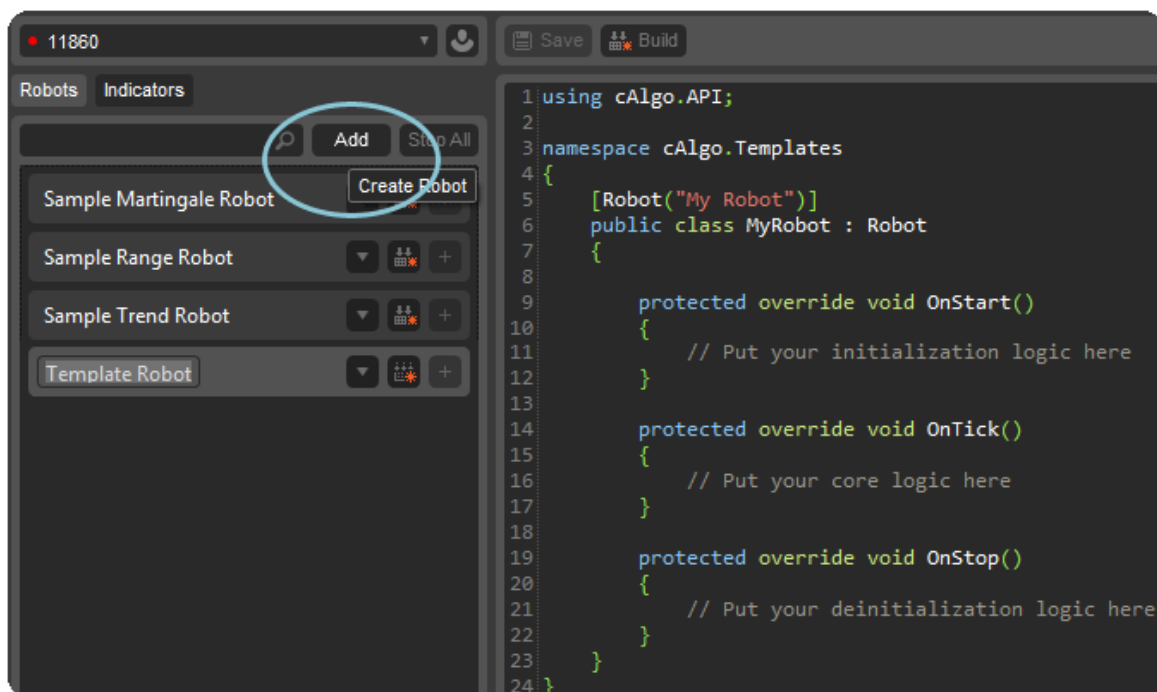 11860
Save Build
Robots Indicators
Add Stop All
Create Robot
Sample Martingale Robot
Sample Range Robot
Sample Trend Robot
Template Robot
1 using cAlgo.API;
2
3 namespace cAlgo.Templates
4 {
5 [Robot("My Robot")]
6 public class MyRobot : Robot
7 {
8
9 protected override void OnStart()
10 {
11 // Put your initialization logic here
12 }
13
14 protected override void OnTick()
15 {
16 // Put your core logic here
17 }
18
19 protected override void OnStop()
20 {
21 // Put your deinitialization logic here
22 }
23 }
24 }